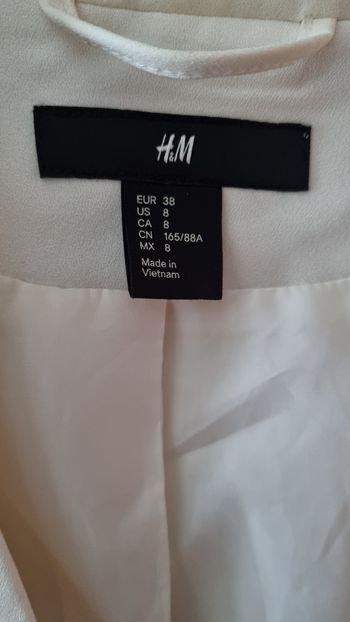 H&M
EUR 38
US 8
CA 8
CN 165/88A
MX 8
Made in
Vietnam